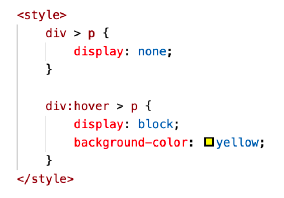 <style>
div > p {
display: none;
}
div:hover > p {
display: block;
background-color: yellow;
}
</style>